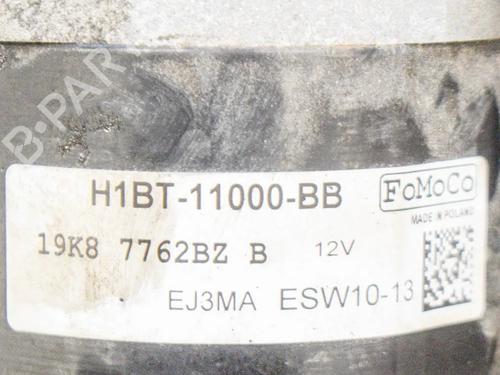 B-PAR
H1BT-11000-BB
FoMoCo
MADE IN POLAND
19K8 7762BZ B 12V
EJ3MA ESW10-13